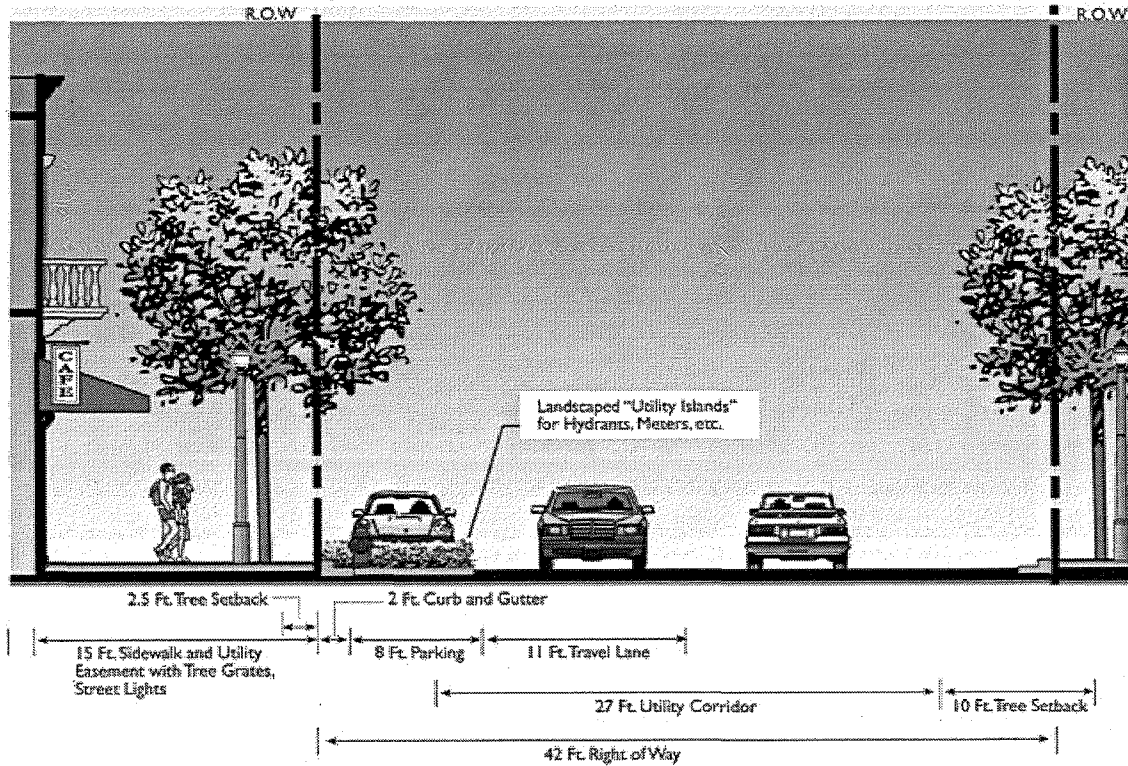 R.O.W
R.O.W
CAFE
Landscaped "Utility Islands"
for Hydrants, Meters, etc.
2.5 Ft. Tree Setback
2 Ft. Curb and Gutter
15 Ft. Sidewalk and Utility
Easement with Tree Grates,
Street Lights
8 Ft. Parking
11 Ft. Travel Lane
27 Ft. Utility Corridor
10 Ft. Tree Setback
42 Ft. Right of Way